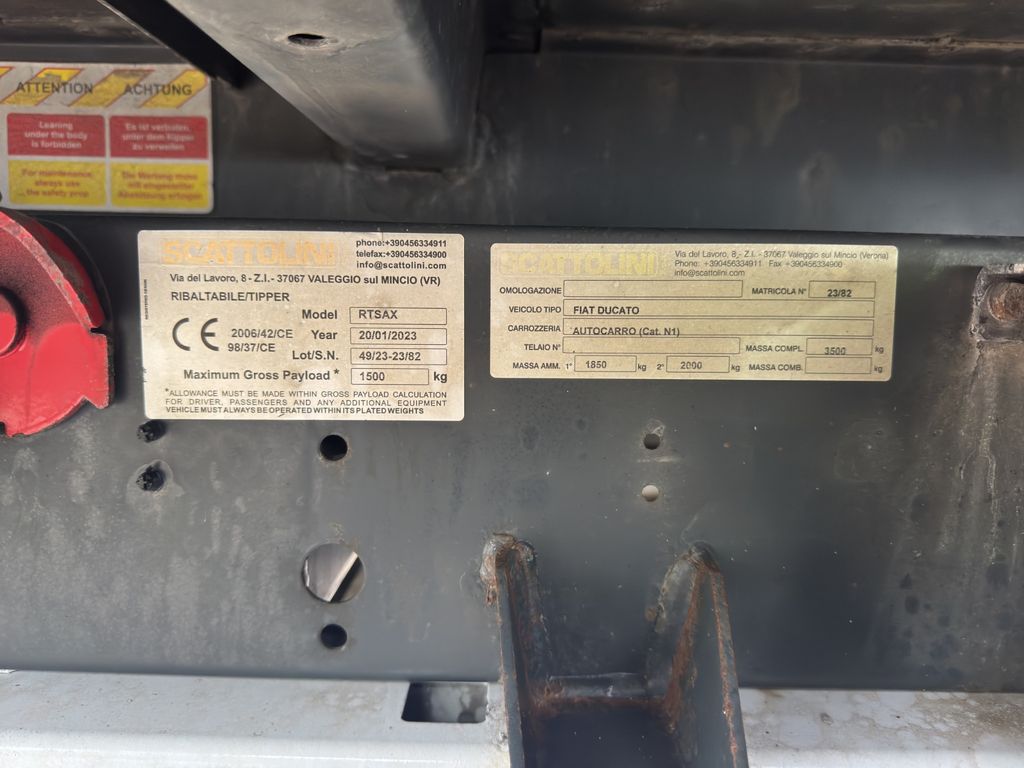 ATTENTION ACHTUNG
Leaning
under the body
is forbidden
Es ist verboten,
unter dem Kipper
zu verweilen
For maintenance,
always use
the safety prop
SCATTOLINI
phone:+390456334911
telefax:+390456334900
info@scattolini.com
Via del Lavoro, 8 - Z.I. - 37067 VALEGGIO sul MINCIO (VR)
RIBALTABILE/TIPPER
Model RTSAX
CE 2006/42/CE
98/37/CE
Year 20/01/2023
Lot/S.N. 49/23-23/82
Maximum Gross Payload * 1500 kg
*ALLOWANCE MUST BE MADE WITHIN GROSS PAYLOAD CALCULATION
FOR DRIVER, PASSENGERS AND ANY ADDITIONAL EQUIPMENT
VEHICLE MUST ALWAYS BE OPERATED WITHIN ITS PLATED WEIGHTS
SCATTOLINI
Via del Lavoro, 8,- Z.I. - 37067 Valeggio sul Mincio (Verona)
Phone: +390456334911 Fax +390456334900
info@scattolini.com
OMOLOGAZIONE MATRICOLA N° 23/82
VEICOLO TIPO FIAT DUCATO
CARROZZERIA AUTOCARRO (Cat. N1)
TELAIO N° MASSA COMPL. 3500 kg
MASSA AMM. 1° 1850 kg 2° 2000 kg MASSA COMB. kg